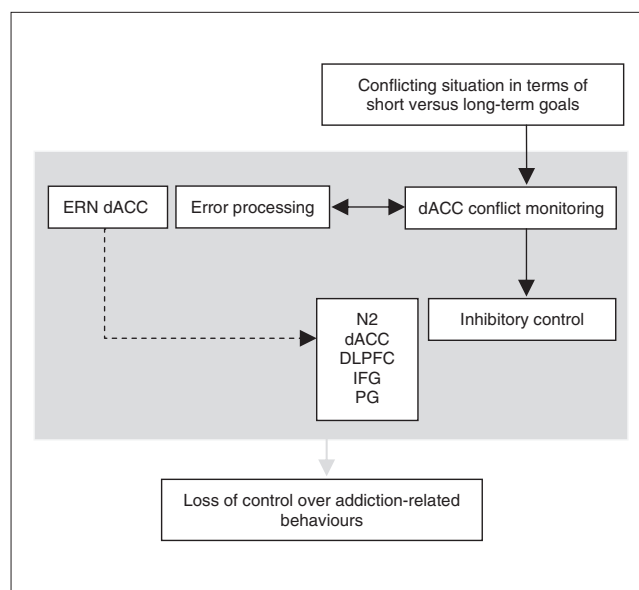 Conflicting situation in terms of
short versus long-term goals
ERN dACC
Error processing
dACC conflict monitoring
N2
dACC
DLPFC
IFG
PG
Inhibitory control
Loss of control over addiction-related
behaviours